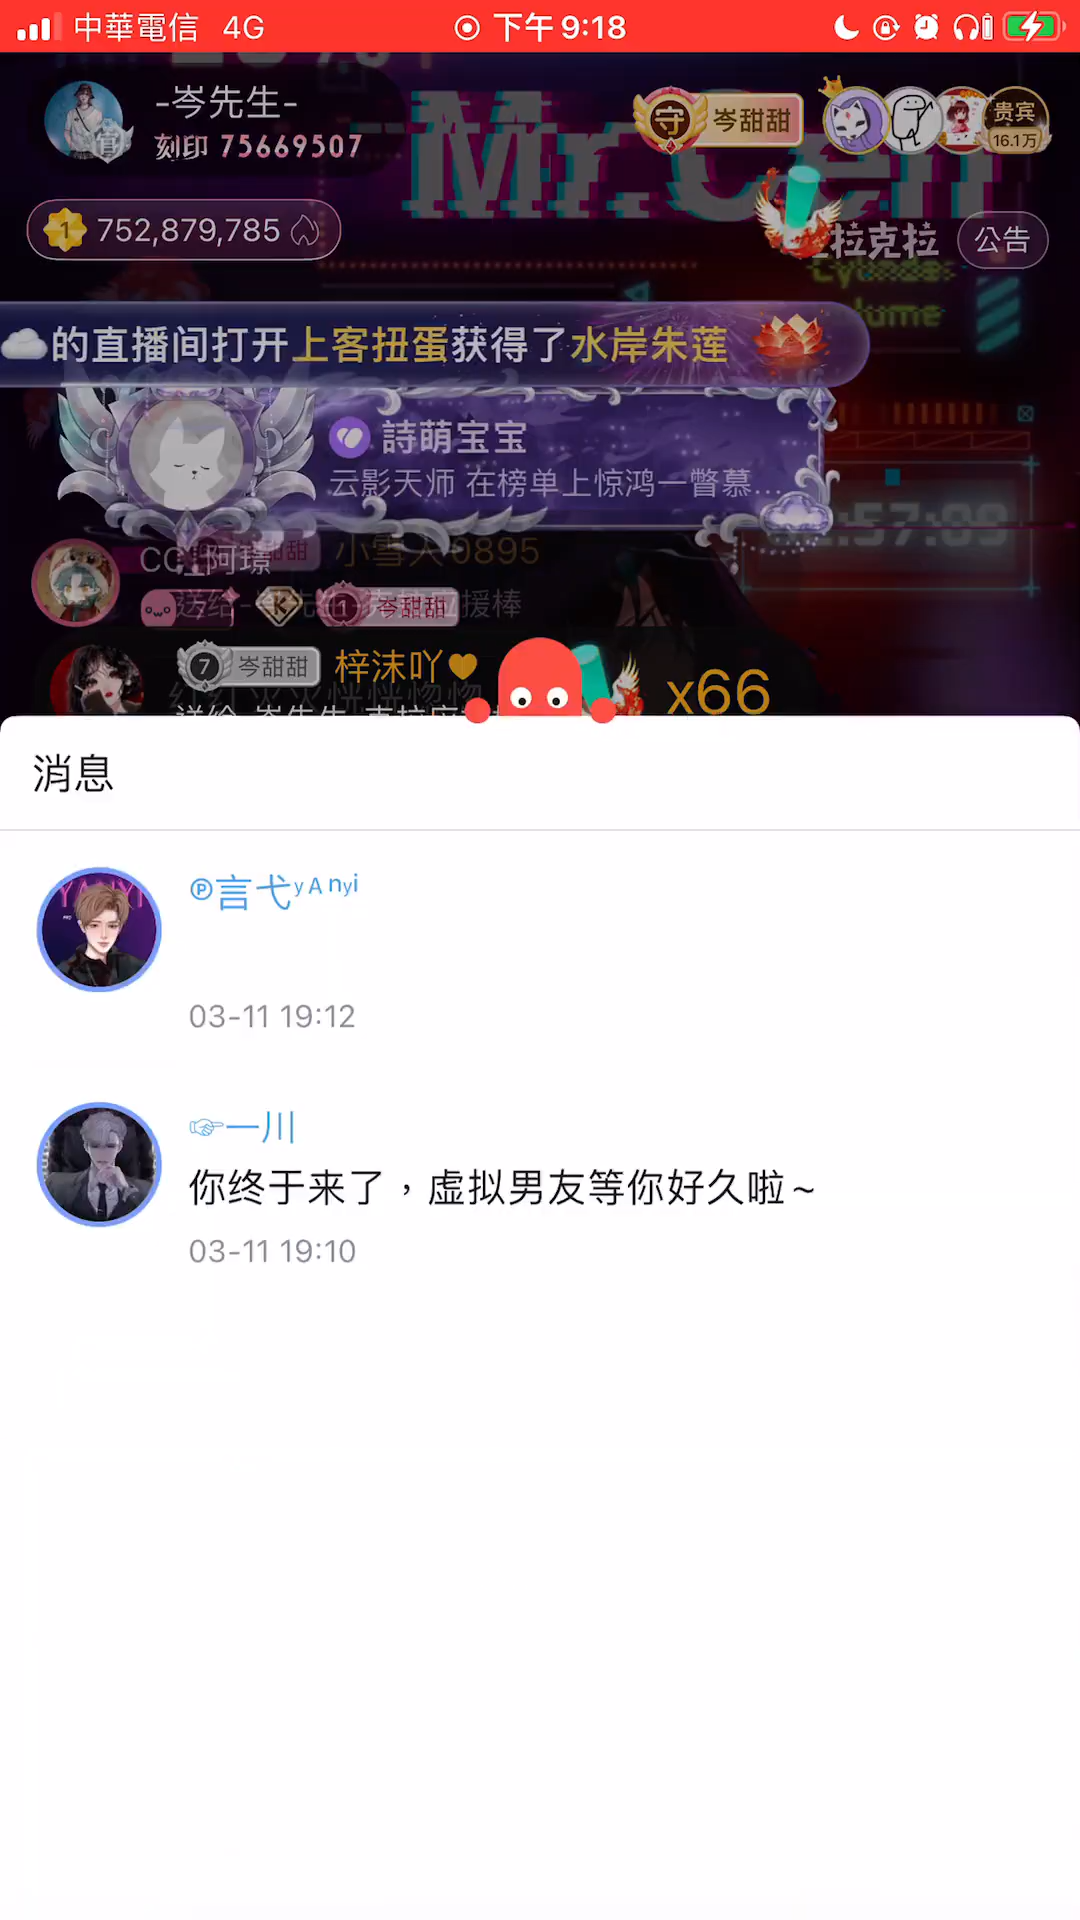 中華電信 4G
下午 9:18
-岑先生-
刻印 75669507
守 岑甜甜
贵宾
16.1万
1 752,879,785
拉克拉
公告
Mr.Cen
的直播间打开上客扭蛋获得了水岸朱莲
詩萌宝宝
云影天师 在榜单上惊鸿一瞥慕...
小雪人0895
K 1 岑甜甜
7 岑甜甜 梓沫吖
x66
消息
Ⓟ言弋ʸᴬⁿʸⁱ
03-11 19:12
☞一川
你终于来了，虚拟男友等你好久啦~
03-11 19:10